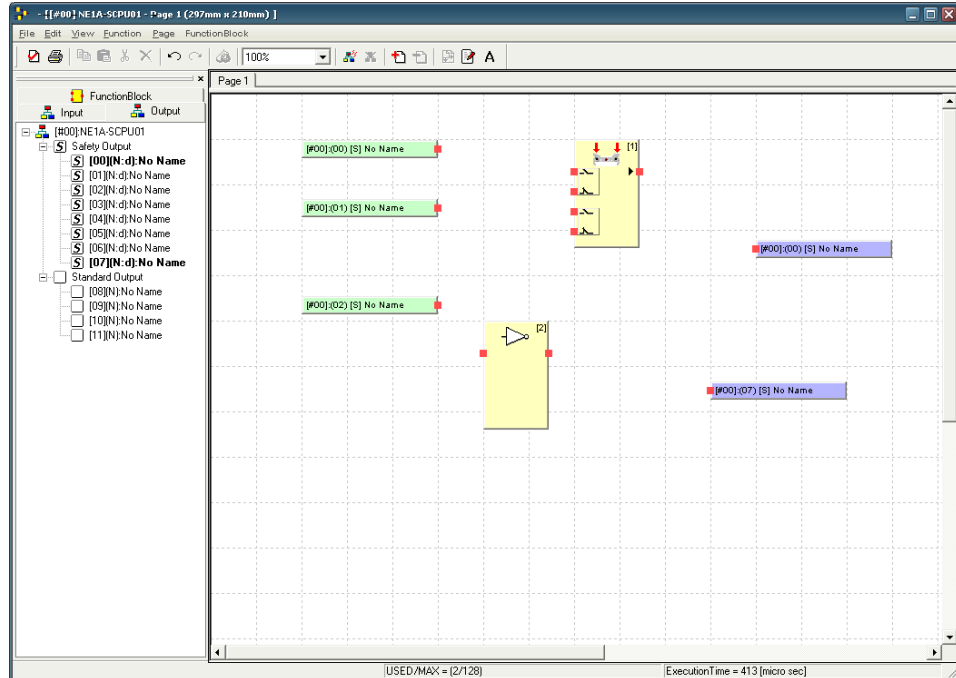 - [[#00] NE1A-SCPU01 - Page 1 (297mm x 210mm) ]
File Edit View Function Page FunctionBlock
100%
A
Page 1
FunctionBlock
Input Output
[#00]:NE1A-SCPU01
S Safety Output
S [00](N:d):No Name
S [01](N:d):No Name
S [02](N:d):No Name
S [03](N:d):No Name
S [04](N:d):No Name
S [05](N:d):No Name
S [06](N:d):No Name
S [07](N:d):No Name
Standard Output
[08](N):No Name
[09](N):No Name
[10](N):No Name
[11](N):No Name
[#00]:(00) [S] No Name
[1]
[#00]:(01) [S] No Name
[#00]:(00) [S] No Name
[#00]:(02) [S] No Name
[2]
[#00]:(07) [S] No Name
USED/MAX = (2/128)
ExecutionTime = 413 [micro sec]